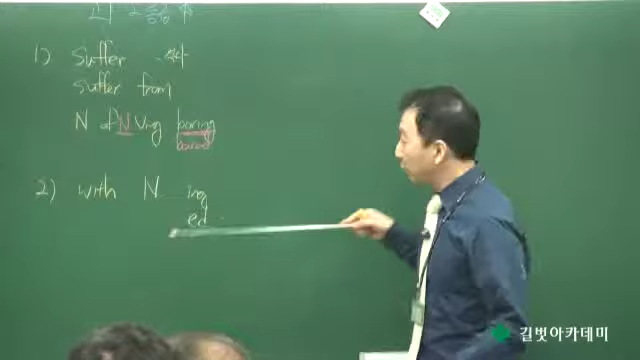 1) suffer
suffer from
N of N Ving boring
bored
2) with N ing
ed
길벗아카데미